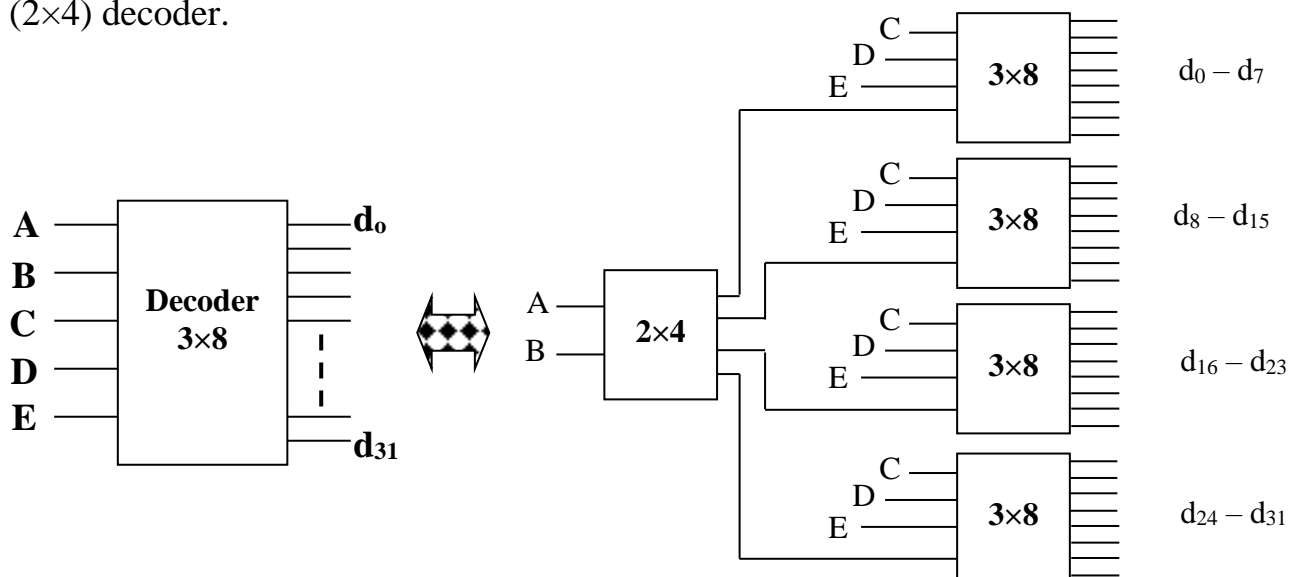 (2×4) decoder.
A
B
C
D
E
Decoder
3×8
do
d31
A
B
2×4
C
D
E
3×8
d0 – d7
C
D
E
3×8
d8 – d15
C
D
E
3×8
d16 – d23
C
D
E
3×8
d24 – d31